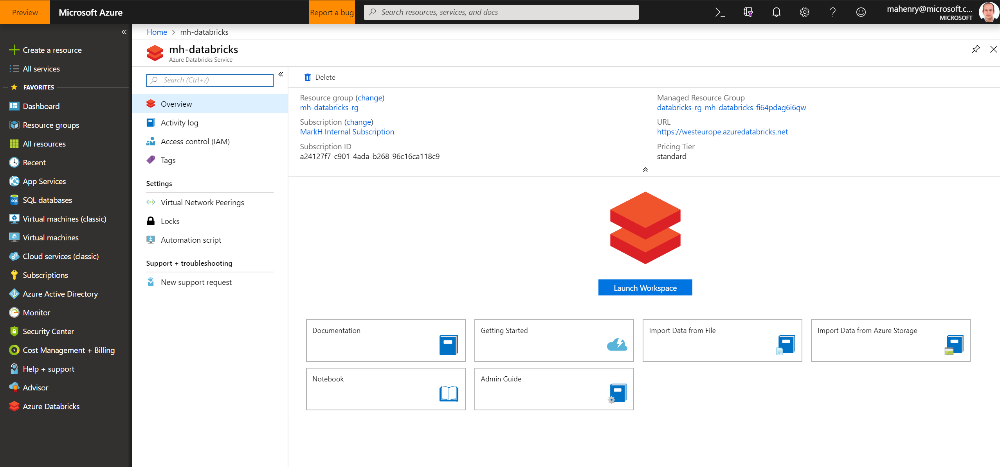 Preview
Microsoft Azure
Report a bug
Search resources, services, and docs
mahenry@microsoft.c...
MICROSOFT
Create a resource
All services
FAVORITES
Dashboard
Resource groups
All resources
Recent
App Services
SQL databases
Virtual machines (classic)
Virtual machines
Cloud services (classic)
Subscriptions
Azure Active Directory
Monitor
Security Center
Cost Management + Billing
Help + support
Advisor
Azure Databricks
Home > mh-databricks
mh-databricks
Azure Databricks Service
Search (Ctrl+/)
Overview
Activity log
Access control (IAM)
Tags
Settings
Virtual Network Peerings
Locks
Automation script
Support + troubleshooting
New support request
Delete
Resource group (change)
mh-databricks-rg
Subscription (change)
MarkH Internal Subscription
Subscription ID
a24127f7-c901-4ada-b268-96c16ca118c9
Managed Resource Group
databricks-rg-mh-databricks-fi64pdag6i6qw
URL
https://westeurope.azuredatabricks.net
Pricing Tier
standard
Launch Workspace
Documentation
Getting Started
Import Data from File
Import Data from Azure Storage
Notebook
Admin Guide